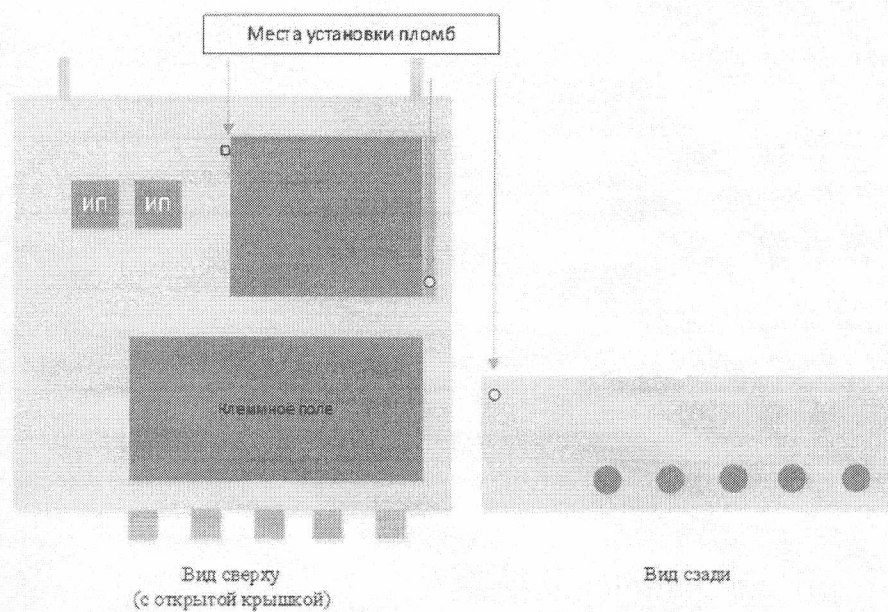 Места установки пломб
ИП ИП
Клеммное поле
Вид сверху
(с открытой крышкой)
Вид сзади